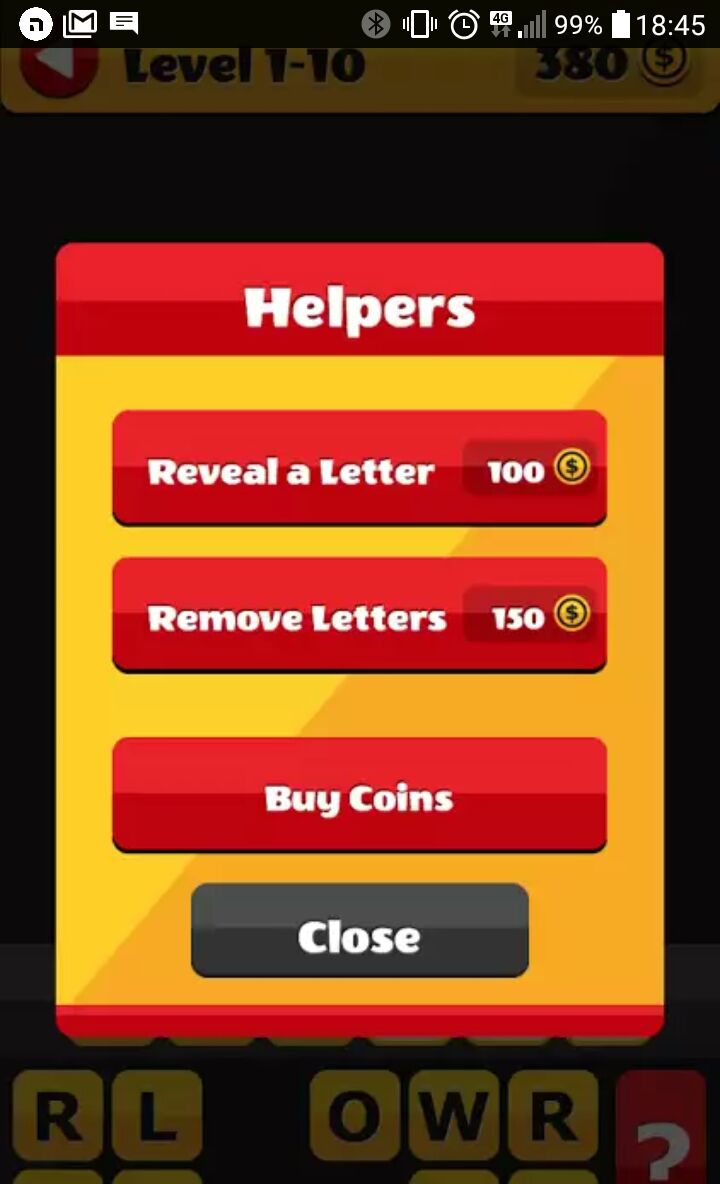 4G 99% 18:45
Level 1-10 380
Helpers
Reveal a Letter 100
Remove Letters 150
Buy Coins
Close
R L O W R ?